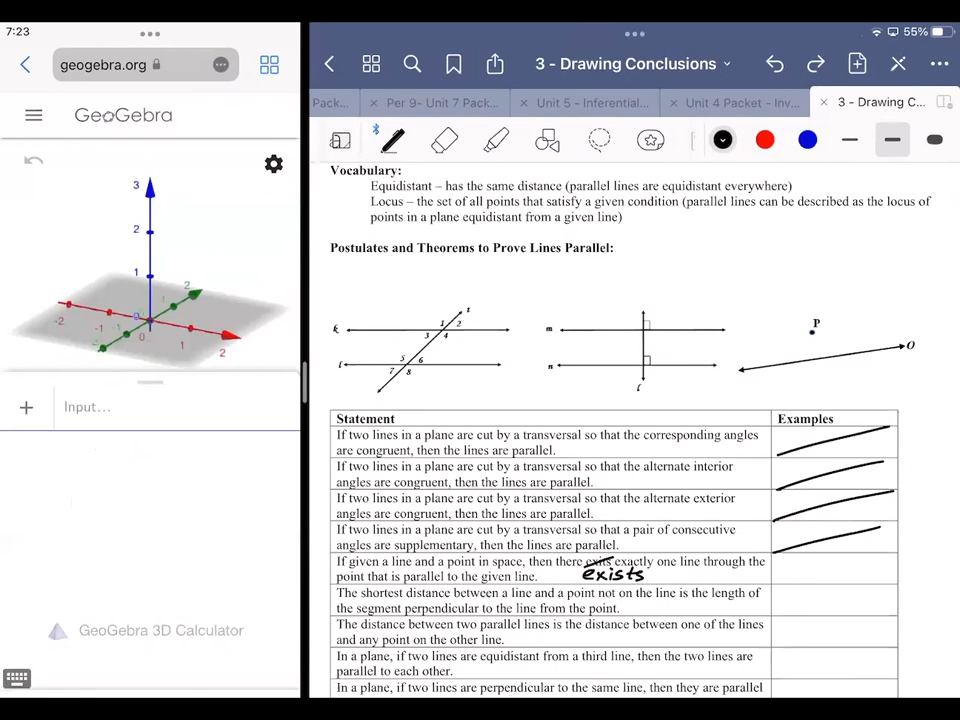 7:23
55%
geogebra.org
3 - Drawing Conclusions
GeoGebra
Pack...
Per 9- Unit 7 Pack...
Unit 5 - Inferential...
Unit 4 Packet - Inv...
3 - Drawing C...
Vocabulary:
Equidistant – has the same distance (parallel lines are equidistant everywhere)
Locus – the set of all points that satisfy a given condition (parallel lines can be described as the locus of
points in a plane equidistant from a given line)
Postulates and Theorems to Prove Lines Parallel:
3
2
1
0
-2
-1
0
1
2
-1
1
2
t
k
1 2
3 4
l
5 6
7 8
m
n
P
O
Input...
Statement Examples
If two lines in a plane are cut by a transversal so that the corresponding angles
are congruent, then the lines are parallel.
If two lines in a plane are cut by a transversal so that the alternate interior
angles are congruent, then the lines are parallel.
If two lines in a plane are cut by a transversal so that the alternate exterior
angles are congruent, then the lines are parallel.
If two lines in a plane are cut by a transversal so that a pair of consecutive
angles are supplementary, then the lines are parallel.
If given a line and a point in space, then there exits exactly one line through the
point that is parallel to the given line. exists
The shortest distance between a line and a point not on the line is the length of
the segment perpendicular to the line from the point.
The distance between two parallel lines is the distance between one of the lines
and any point on the other line.
In a plane, if two lines are equidistant from a third line, then the two lines are
parallel to each other.
In a plane, if two lines are perpendicular to the same line, then they are parallel
GeoGebra 3D Calculator